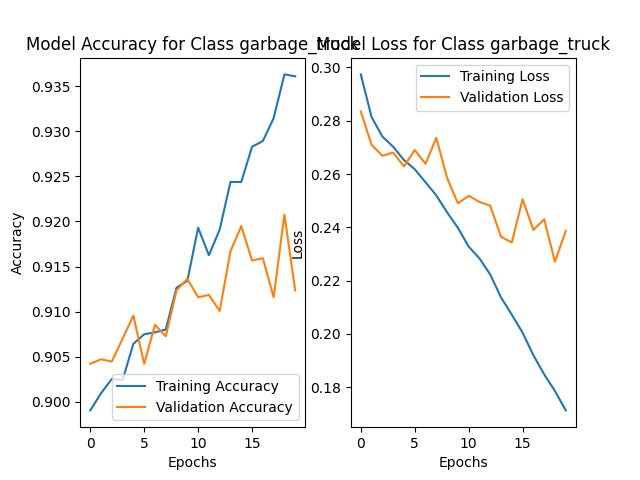 Model Accuracy for Class garbage_truck
0.935
0.930
0.925
0.920
0.915
0.910
0.905
0.900
Accuracy
Training Accuracy
Validation Accuracy
0 5 10 15
Epochs
Model Loss for Class garbage_truck
0.30
0.28
0.26
0.24
0.22
0.20
0.18
Loss
Training Loss
Validation Loss
0 5 10 15
Epochs